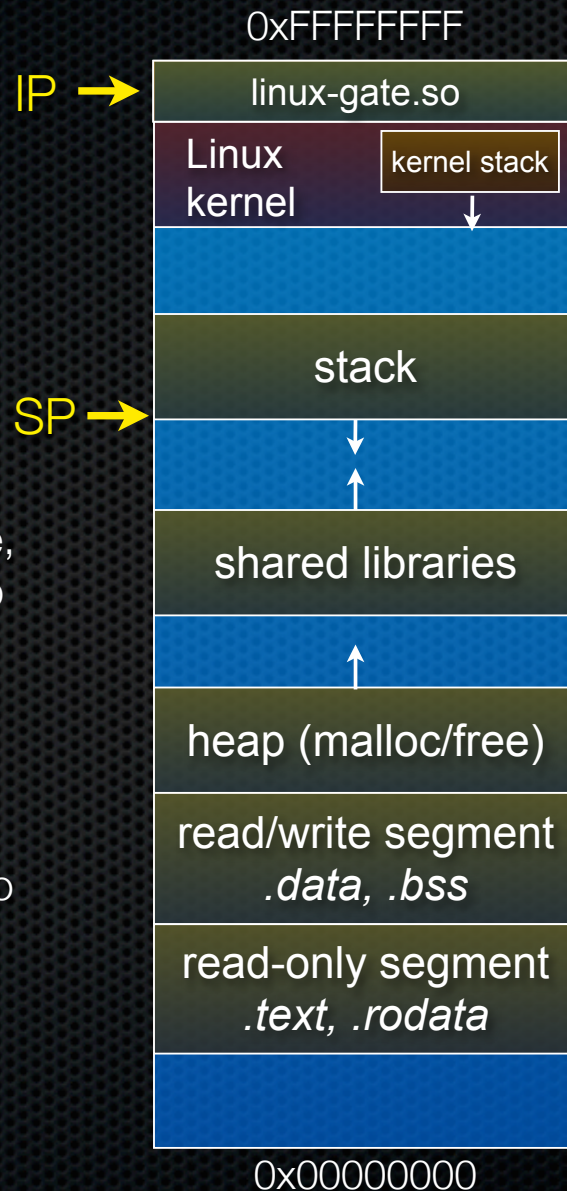 0xFFFFFFFF
IP
linux-gate.so
Linux
kernel
kernel stack
stack
SP
shared libraries
heap (malloc/free)
read/write segment
.data, .bss
read-only segment
.text, .rodata
0x00000000